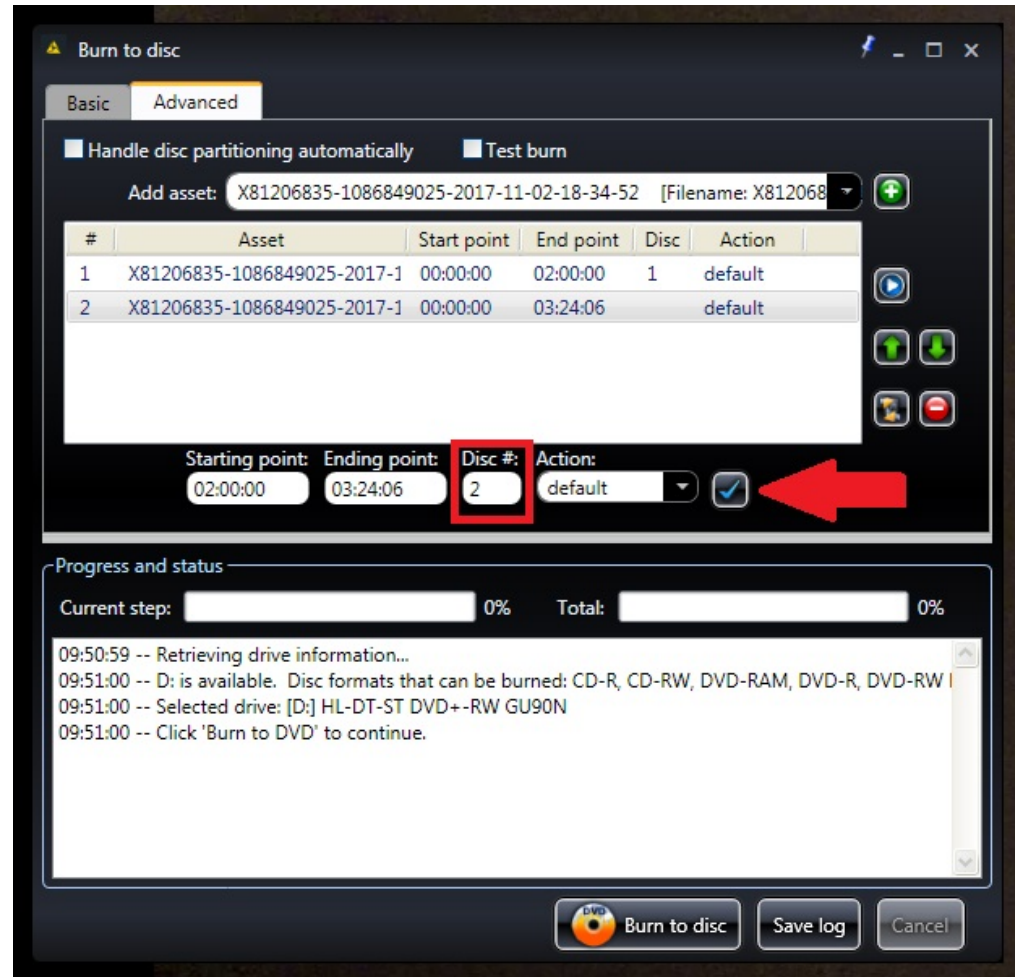 Burn to disc
Basic Advanced
Handle disc partitioning automatically Test burn
Add asset: X81206835-1086849025-2017-11-02-18-34-52 [Filename: X812068
# Asset Start point End point Disc Action
1 X81206835-1086849025-2017-1 00:00:00 02:00:00 1 default
2 X81206835-1086849025-2017-1 00:00:00 03:24:06 default
Starting point: Ending point: Disc #: Action:
02:00:00 03:24:06 2 default
Progress and status
Current step: 0% Total: 0%
09:50:59 -- Retrieving drive information...
09:51:00 -- D: is available. Disc formats that can be burned: CD-R, CD-RW, DVD-RAM, DVD-R, DVD-RW
09:51:00 -- Selected drive: [D:] HL-DT-ST DVD+-RW GU90N
09:51:00 -- Click 'Burn to DVD' to continue.
DVD Burn to disc Save log Cancel